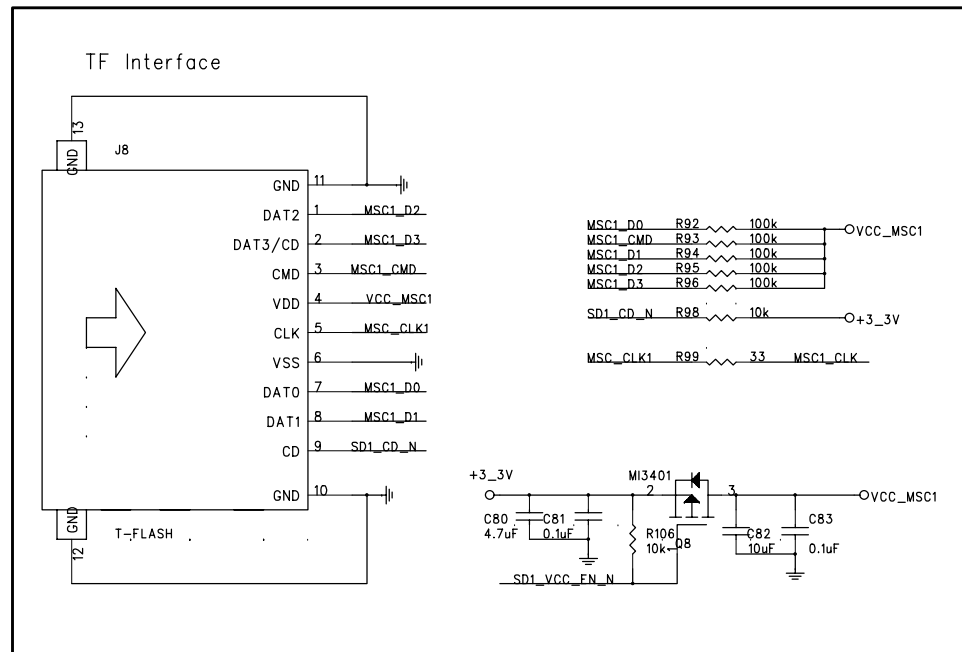 TF Interface
13
GND
J8
GND 11
DAT2 1 MSC1_D2
DAT3/CD 2 MSC1_D3
CMD 3 MSC1_CMD
VDD 4 VCC_MSC1
CLK 5 MSC_CLK1
VSS 6
DAT0 7 MSC1_D0
DAT1 8 MSC1_D1
CD 9 SD1_CD_N
GND 10
GND
12
T-FLASH
MSC1_D0 R92 100k VCC_MSC1
MSC1_CMD R93 100k
MSC1_D1 R94 100k
MSC1_D2 R95 100k
MSC1_D3 R96 100k
SD1_CD_N R98 10k +3_3V
MSC_CLK1 R99 33 MSC1_CLK
+3_3V
MI3401
2 3
VCC_MSC1
C80 4.7uF
C81 0.1uF
R106 10k
Q8
C82 10uF
C83 0.1uF
SD1_VCC_EN_N